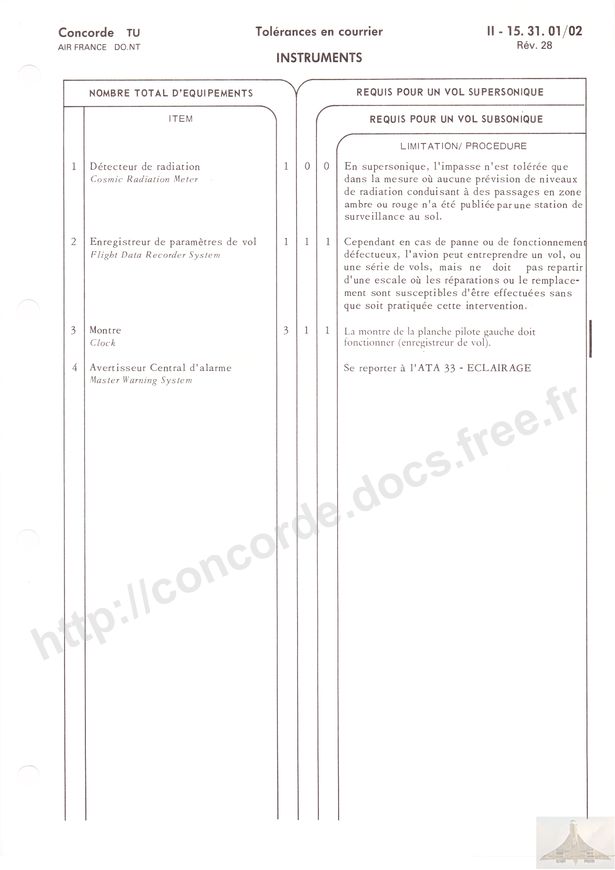 Concorde TU
AIR FRANCE DO.NT
Tolérances en courrier
INSTRUMENTS
II - 15. 31. 01/02
Rév. 28
NOMBRE TOTAL D'EQUIPEMENTS
REQUIS POUR UN VOL SUPERSONIQUE
REQUIS POUR UN VOL SUBSONIQUE
ITEM
LIMITATION/ PROCEDURE
1 Détecteur de radiation 1 0 0 En supersonique, l'impasse n'est tolérée que
Cosmic Radiation Meter dans la mesure où aucune prévision de niveaux
de radiation conduisant à des passages en zone
ambre ou rouge n'a été publiée par une station de
surveillance au sol.
2 Enregistreur de paramètres de vol 1 1 1 Cependant en cas de panne ou de fonctionnement
Flight Data Recorder System défectueux, l'avion peut entreprendre un vol, ou
une série de vols, mais ne doit pas repartir
d'une escale où les réparations ou le remplace-
ment sont susceptibles d'être effectuées sans
que soit pratiquée cette intervention.
3 Montre 3 1 1 La montre de la planche pilote gauche doit
Clock fonctionner (enregistreur de vol).
4 Avertisseur Central d'alarme Se reporter à l'ATA 33 - ECLAIRAGE
Master Warning System
http://concorde.docs.free.fr